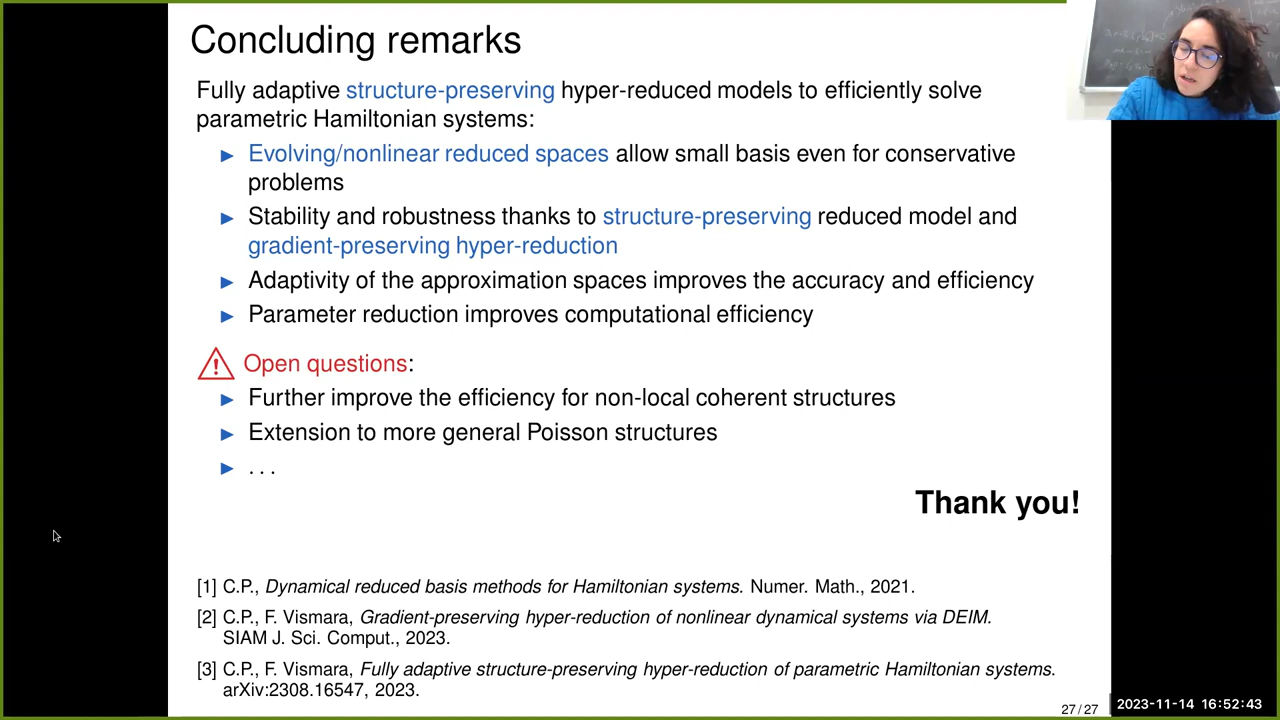 Concluding remarks
Fully adaptive structure-preserving hyper-reduced models to efficiently solve
parametric Hamiltonian systems:
► Evolving/nonlinear reduced spaces allow small basis even for conservative
problems
► Stability and robustness thanks to structure-preserving reduced model and
gradient-preserving hyper-reduction
► Adaptivity of the approximation spaces improves the accuracy and efficiency
► Parameter reduction improves computational efficiency
Open questions:
► Further improve the efficiency for non-local coherent structures
► Extension to more general Poisson structures
► . . .
Thank you!
[1] C.P., Dynamical reduced basis methods for Hamiltonian systems. Numer. Math., 2021.
[2] C.P., F. Vismara, Gradient-preserving hyper-reduction of nonlinear dynamical systems via DEIM.
SIAM J. Sci. Comput., 2023.
[3] C.P., F. Vismara, Fully adaptive structure-preserving hyper-reduction of parametric Hamiltonian systems.
arXiv:2308.16547, 2023.
27 / 27
2023-11-14 16:52:43